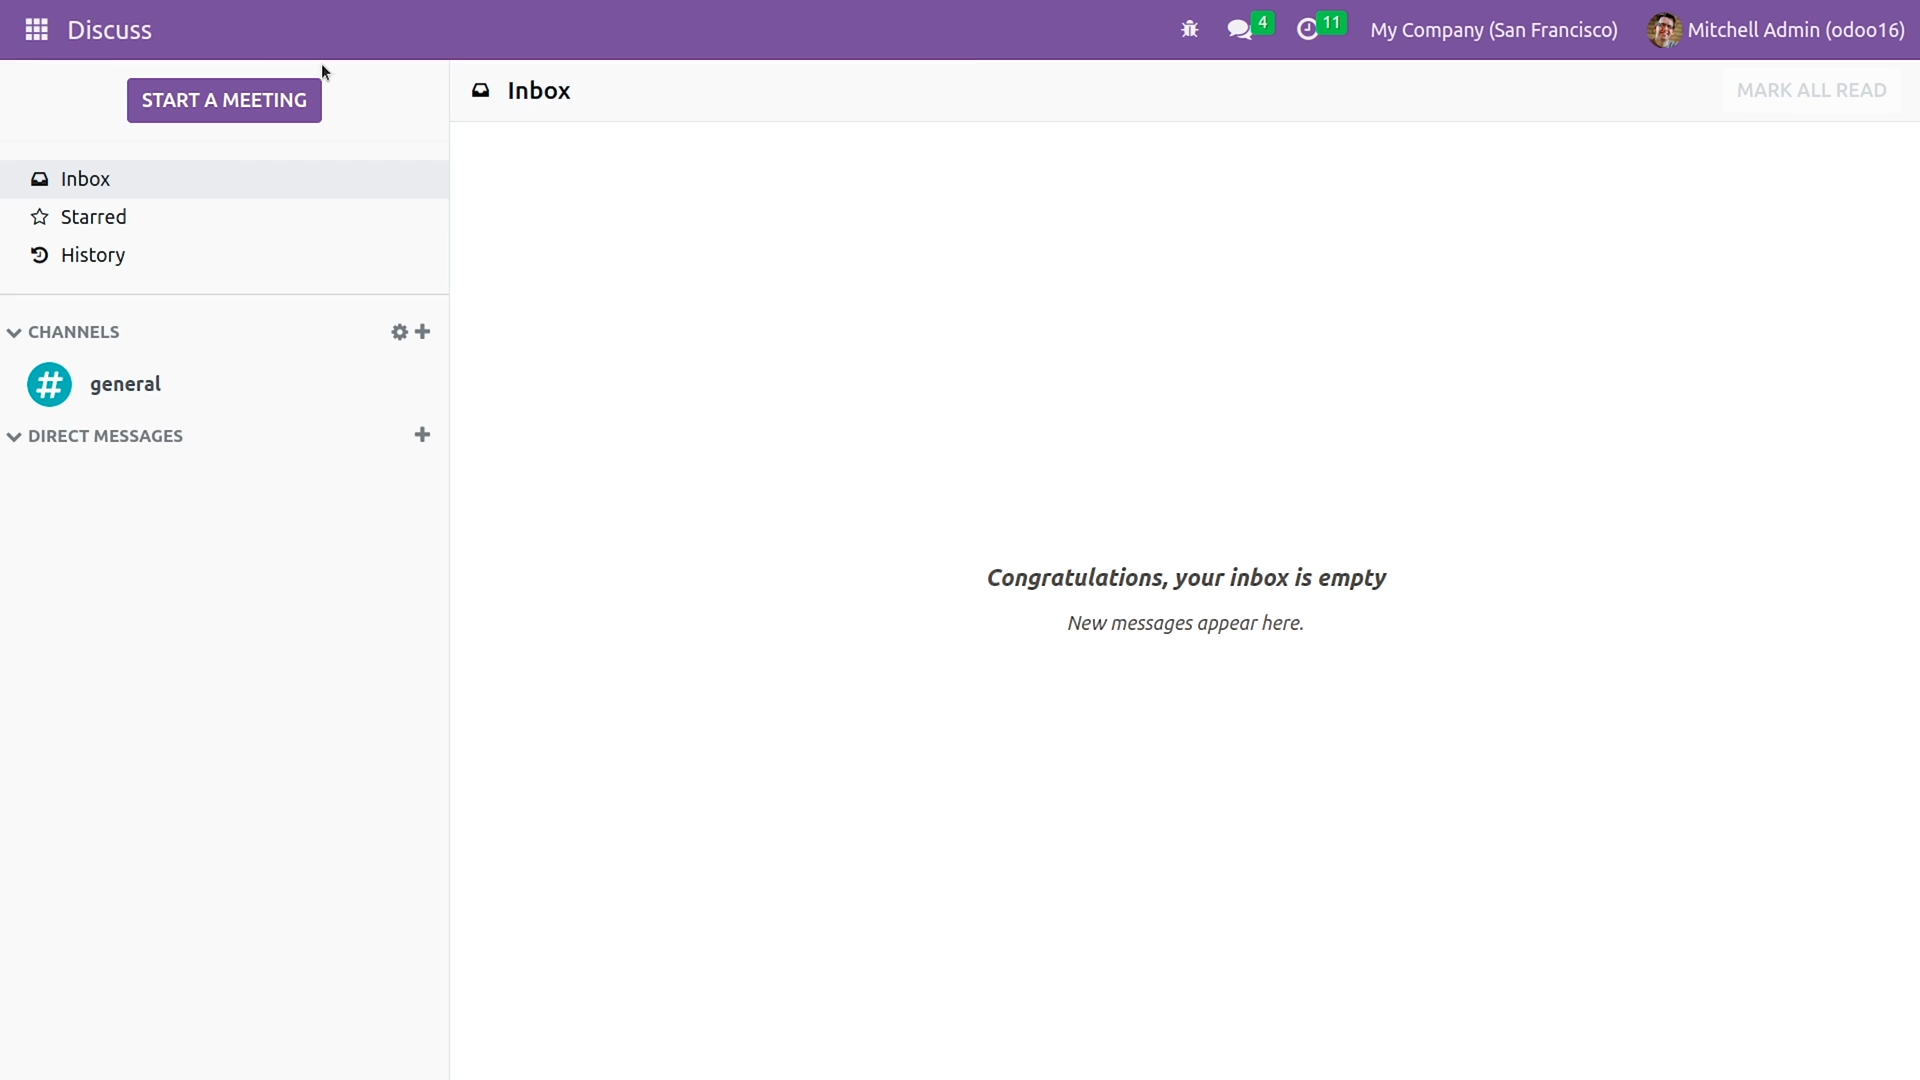 Discuss
4
11
My Company (San Francisco)
Mitchell Admin (odoo16)
START A MEETING
Inbox
MARK ALL READ
Inbox
Starred
History
CHANNELS
general
DIRECT MESSAGES
Congratulations, your inbox is empty
New messages appear here.